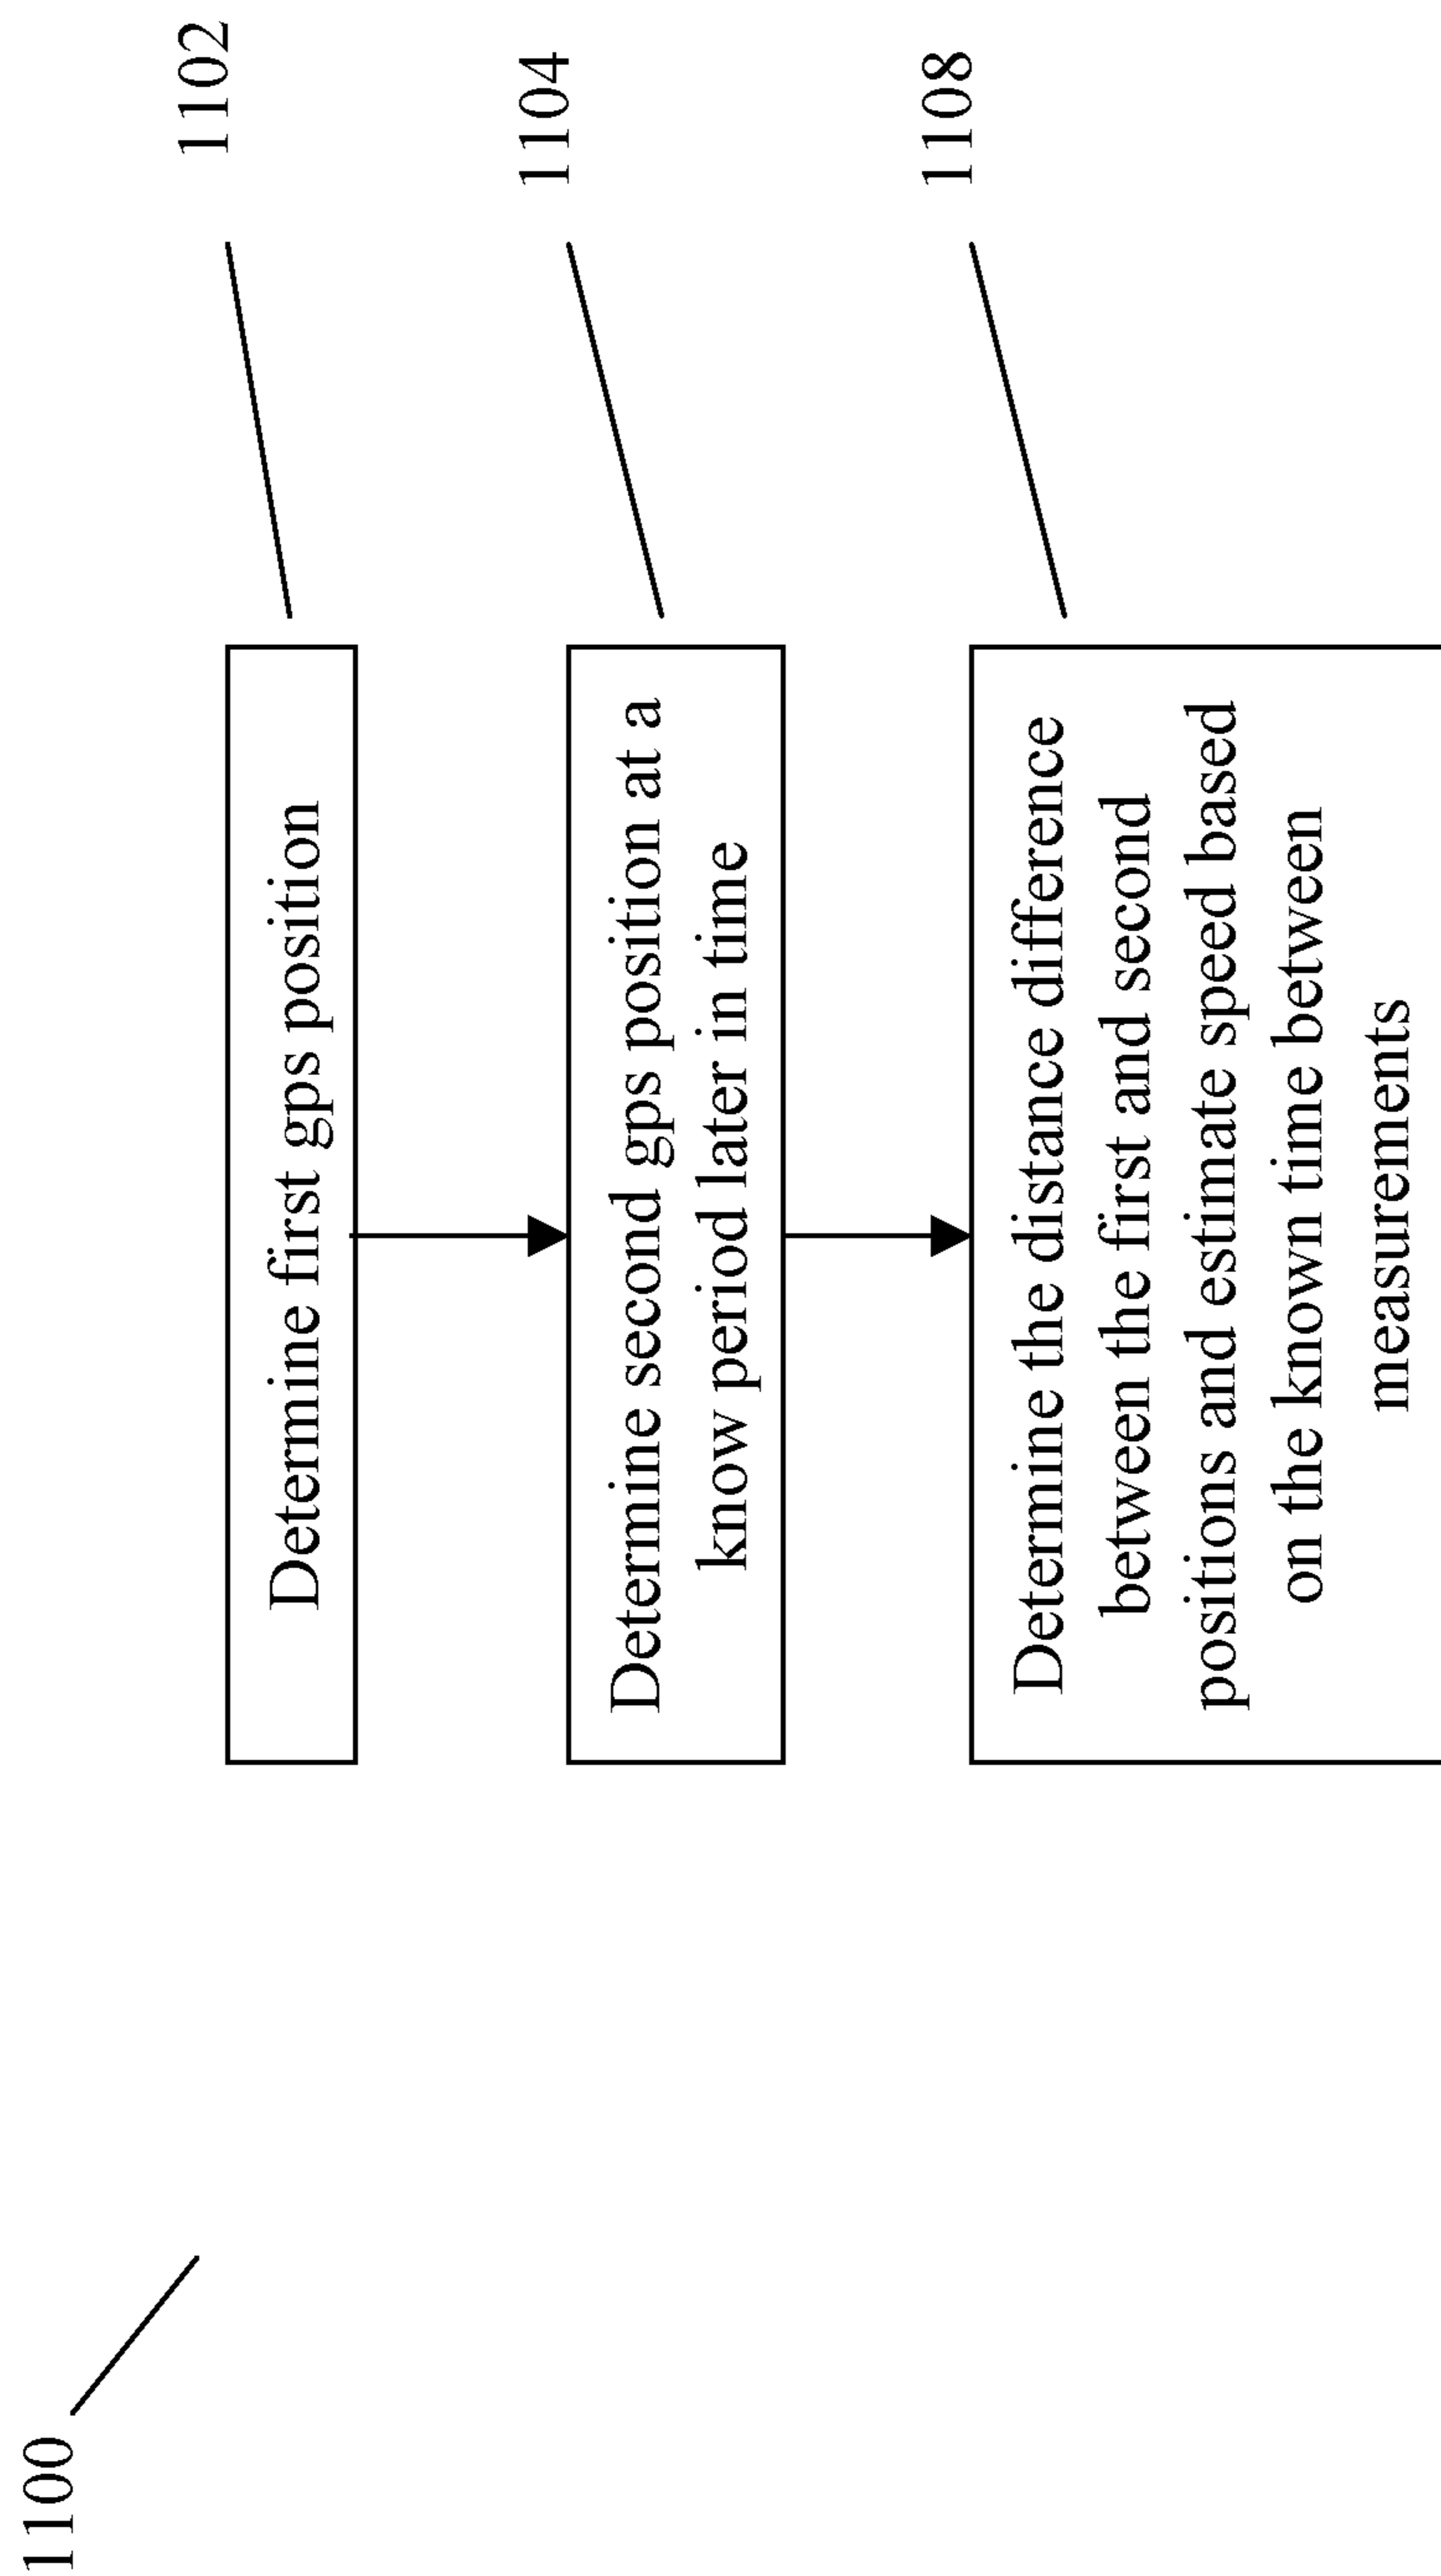 1100
Determine first gps position
1102
Determine second gps position at a
know period later in time
1104
Determine the distance difference
between the first and second
positions and estimate speed based
on the known time between
measurements
1108